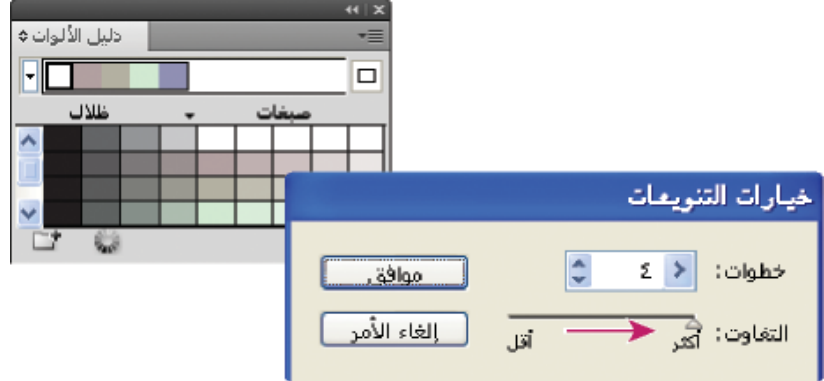 دليل الألوان
ظلال صبغات
خيارات التنويعات
خطوات: ٤
موافق
التفاوت: أكثر أقل
إلغاء الأمر